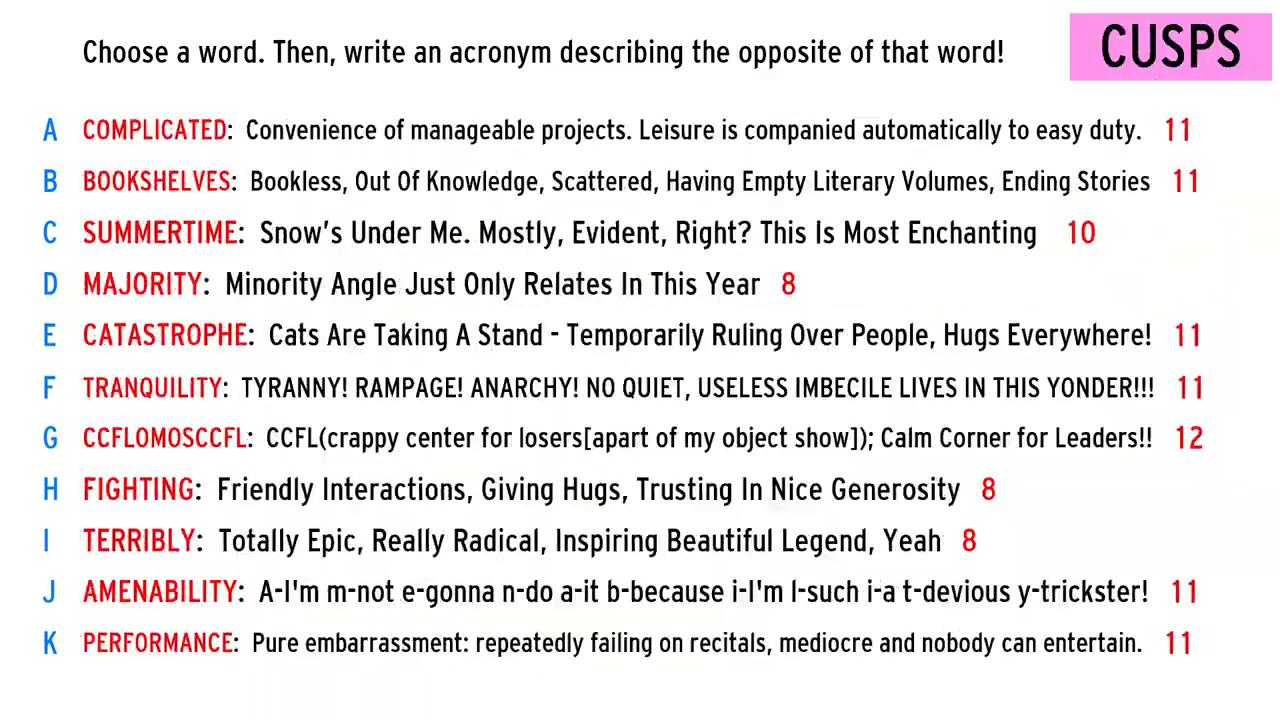 Choose a word. Then, write an acronym describing the opposite of that word!
CUSPS
A COMPLICATED: Convenience of manageable projects. Leisure is companied automatically to easy duty. 11
B BOOKSHELVES: Bookless, Out Of Knowledge, Scattered, Having Empty Literary Volumes, Ending Stories 11
C SUMMERTIME: Snow's Under Me. Mostly, Evident, Right? This Is Most Enchanting 10
D MAJORITY: Minority Angle Just Only Relates In This Year 8
E CATASTROPHE: Cats Are Taking A Stand - Temporarily Ruling Over People, Hugs Everywhere! 11
F TRANQUILITY: TYRANNY! RAMPAGE! ANARCHY! NO QUIET, USELESS IMBECILE LIVES IN THIS YONDER!!! 11
G CCFLOMOSCCFL: CCFL(crappy center for losers[apart of my object show]); Calm Corner for Leaders!! 12
H FIGHTING: Friendly Interactions, Giving Hugs, Trusting In Nice Generosity 8
I TERRIBLY: Totally Epic, Really Radical, Inspiring Beautiful Legend, Yeah 8
J AMENABILITY: A-I'm m-not e-gonna n-do a-it b-because i-I'm l-such i-a t-devious y-trickster! 11
K PERFORMANCE: Pure embarrassment: repeatedly failing on recitals, mediocre and nobody can entertain. 11